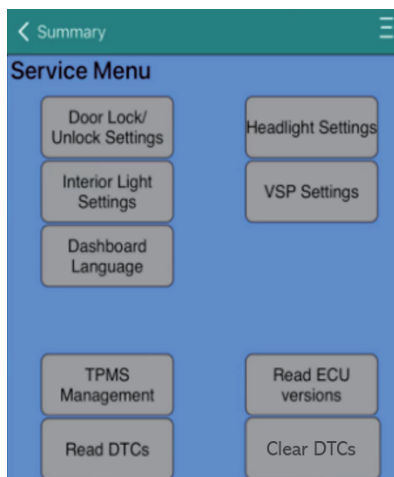 Summary
Service Menu
Door Lock/
Unlock Settings
Headlight Settings
Interior Light
Settings
VSP Settings
Dashboard
Language
TPMS
Management
Read ECU
versions
Read DTCs
Clear DTCs